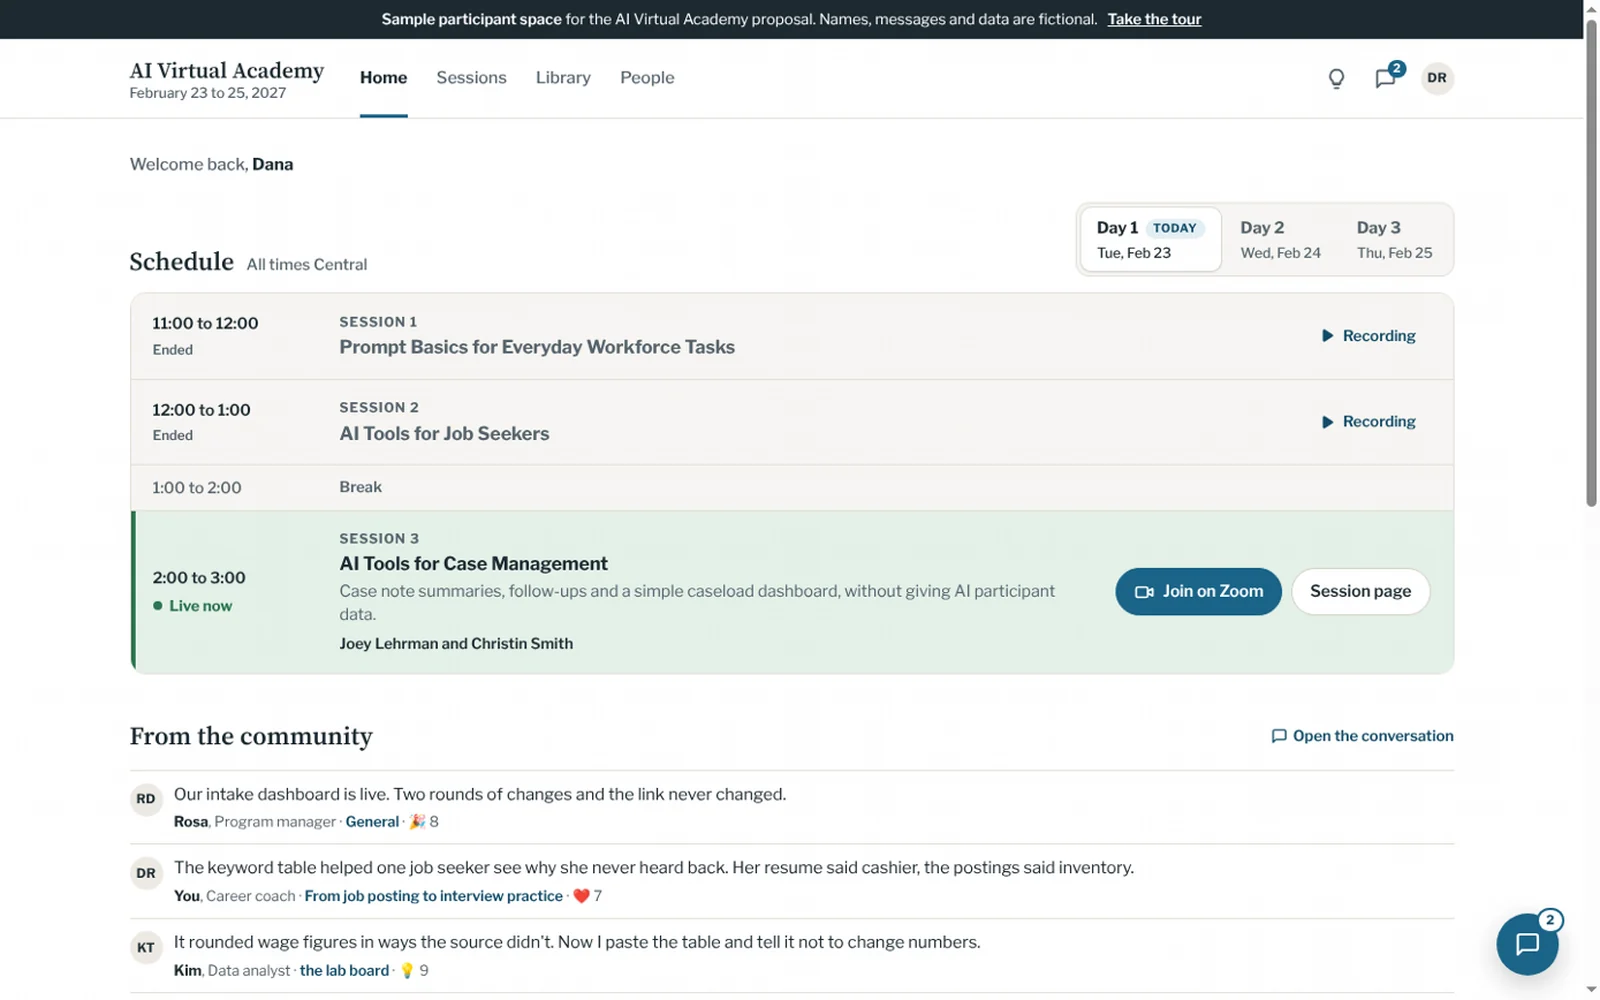 Sample participant space for the AI Virtual Academy proposal. Names, messages and data are fictional. Take the tour
AI Virtual Academy
February 23 to 25, 2027
Home
Sessions
Library
People
2
DR
Welcome back, Dana
Schedule
All times Central
Day 1 TODAY
Tue, Feb 23
Day 2
Wed, Feb 24
Day 3
Thu, Feb 25
11:00 to 12:00
Ended
SESSION 1
Prompt Basics for Everyday Workforce Tasks
Recording
12:00 to 1:00
Ended
SESSION 2
AI Tools for Job Seekers
Recording
1:00 to 2:00
Break
2:00 to 3:00
Live now
SESSION 3
AI Tools for Case Management
Case note summaries, follow-ups and a simple caseload dashboard, without giving AI participant
data.
Joey Lehrman and Christin Smith
Join on Zoom
Session page
From the community
Open the conversation
RD
Our intake dashboard is live. Two rounds of changes and the link never changed.
Rosa, Program manager · General · 🎉 8
DR
The keyword table helped one job seeker see why she never heard back. Her resume said cashier, the postings said inventory.
You, Career coach · From job posting to interview practice · ❤️ 7
KT
It rounded wage figures in ways the source didn't. Now I paste the table and tell it not to change numbers.
Kim, Data analyst · the lab board · 💡 9
2